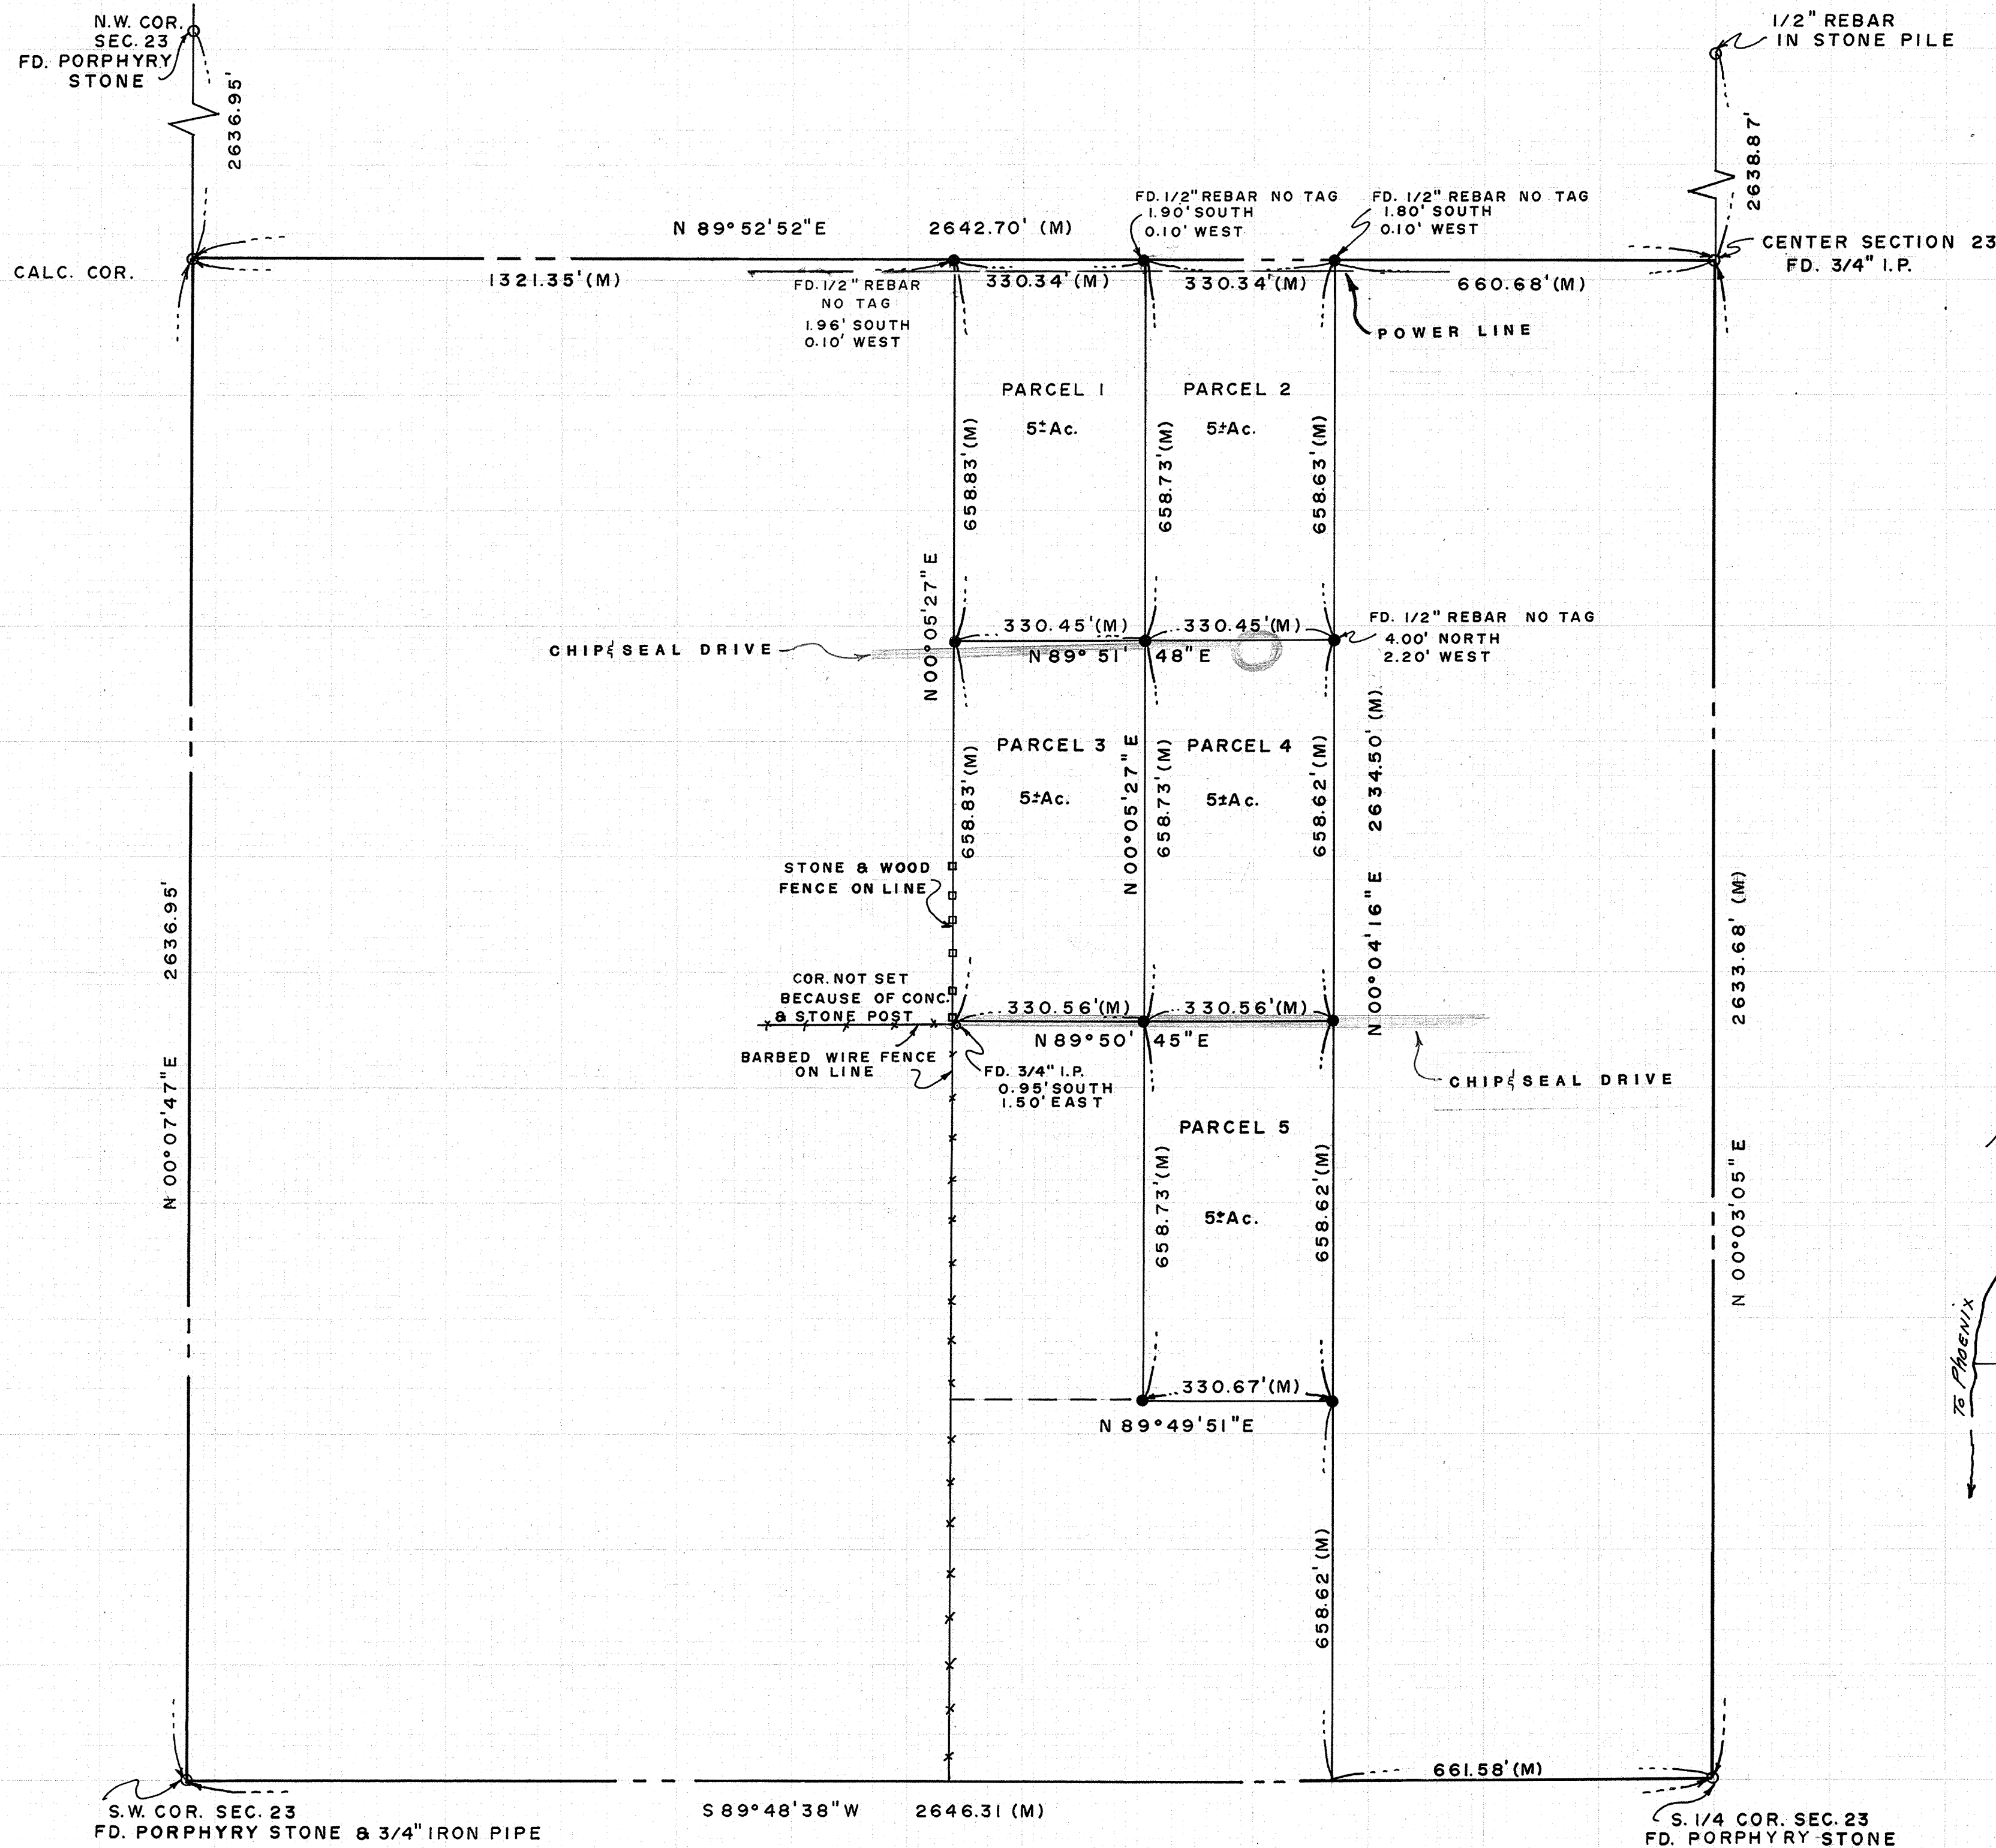 N.W. COR.
SEC. 23
FD. PORPHYRY
STONE
2636.95'
1/2" REBAR
IN STONE PILE
2638.87'
CALC. COR.
N 89°52'52"E 2642.70' (M)
FD. 1/2" REBAR NO TAG
1.90' SOUTH
0.10' WEST
FD. 1/2" REBAR NO TAG
1.80' SOUTH
0.10' WEST
CENTER SECTION 23
FD. 3/4" I.P.
1321.35'(M)
FD. 1/2" REBAR
NO TAG
1.96' SOUTH
0.10' WEST
330.34'(M)
330.34'(M)
660.68'(M)
POWER LINE
PARCEL 1
5±Ac.
PARCEL 2
5±Ac.
658.83'(M)
658.73'(M)
658.63'(M)
N 00°05'27"E
330.45'(M)
330.45'(M)
FD. 1/2" REBAR NO TAG
4.00' NORTH
2.20' WEST
CHIP & SEAL DRIVE
N 89°51'48"E
PARCEL 3
5±Ac.
PARCEL 4
5±Ac.
658.83'(M)
N 00°05'27"E
658.73'(M)
658.62'(M)
N 00°04'16"E 2634.50' (M)
STONE & WOOD
FENCE ON LINE
COR. NOT SET
BECAUSE OF CONC.
& STONE POST
330.56'(M)
330.56'(M)
N 89°50'45"E
BARBED WIRE FENCE
ON LINE
FD. 3/4" I.P.
0.95' SOUTH
1.50' EAST
CHIP & SEAL DRIVE
N 00°07'47"E 2636.95'
N 00°03'05"E 2633.68' (M)
PARCEL 5
5±Ac.
658.73'(M)
658.62'(M)
TO PHOENIX
330.67'(M)
N 89°49'51"E
658.62'(M)
661.58'(M)
S.W. COR. SEC. 23
FD. PORPHYRY STONE & 3/4" IRON PIPE
S 89°48'38"W 2646.31 (M)
S. 1/4 COR. SEC. 23
FD. PORPHYRY STONE